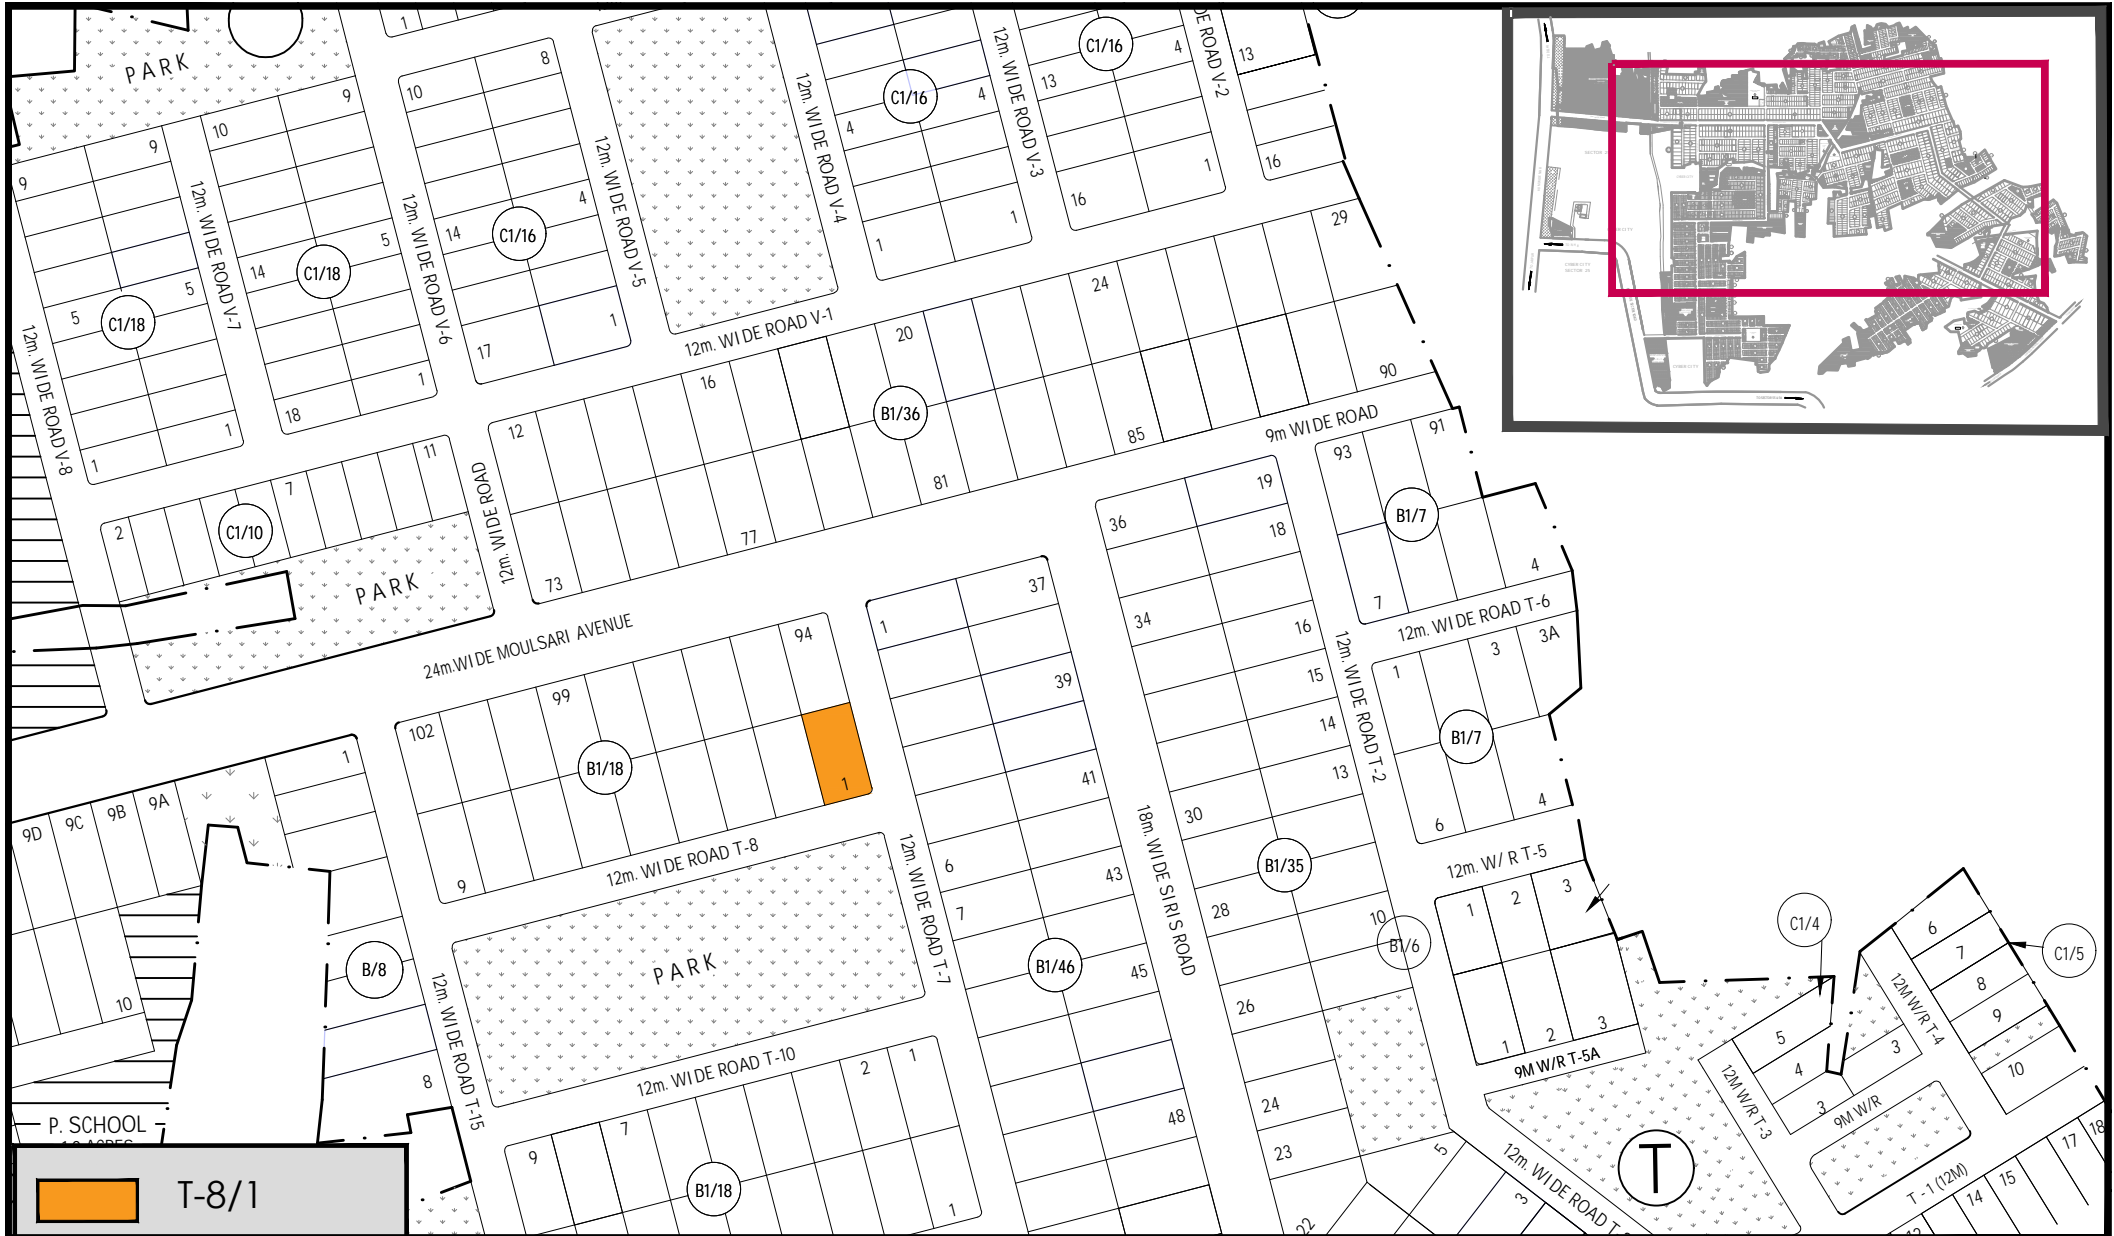 PARK
1
8
10
9
10
9
9
12m. WIDE ROAD V-7
12m. WIDE ROAD V-6
12m. WIDE ROAD V-5
12m. WIDE ROAD V-4
12m. WIDE ROAD V-3
DE ROAD V-2
C1/16
C1/16
C1/16
13
4
4
4
13
16
16
1
1
1
4
14
5
14
C1/18
C1/18
5
5
17
1
1
18
1
1
12m. WIDE ROAD V-8
12m. WIDE ROAD V-1
29
24
20
16
12
B1/36
90
85
81
77
73
9m WIDE ROAD
11
7
2
C1/10
12m. WIDE ROAD
PARK
24m.WIDE MOULSARI AVENUE
93
91
B1/7
7
4
12m. WIDE ROAD T-6
19
36
18
34
16
15
14
13
30
B1/35
28
10
26
24
23
22
12m. WIDE ROAD T-2
1
3
3A
B1/7
6
4
12m. W/R T-5
1
2
3
B1/6
1
2
3
9M W/R T-5A
37
1
39
41
6
43
7
B1/46
45
48
18m. WIDE SIRIS ROAD
94
99
102
B1/18
1
9
12m. WIDE ROAD T-8
12m. WIDE ROAD T-7
PARK
12m. WIDE ROAD T-10
12m. WIDE ROAD T-15
1
9A
9B
9C
9D
10
B/8
8
P. SCHOOL
2
1
7
9
B1/18
1
C1/4
C1/5
6
7
8
9
10
12M W/R T-4
5
4
3
3
12M W/R T-3
9M W/R
T
5
3
12m. WIDE ROAD T
T-1 (12M)
14
15
17
18
T-8/1